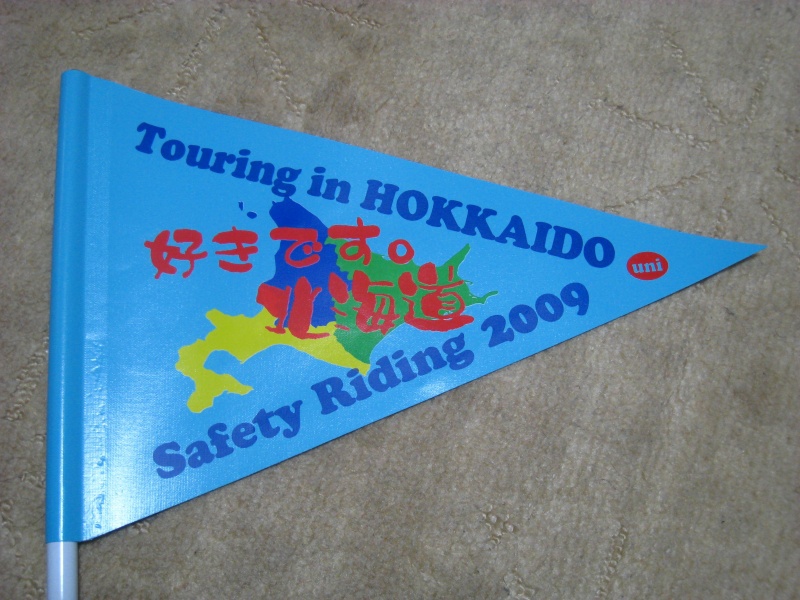 Touring in HOKKAIDO
uni
好きです。
北海道
Safety Riding 2009